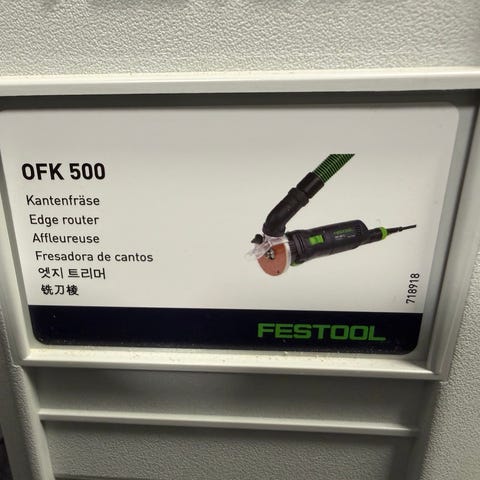 OFK 500
Kantenfräse
Edge router
Affleureuse
Fresadora de cantos
엣지 트리머
铣刀棱
FESTOOL
718918
FESTOOL